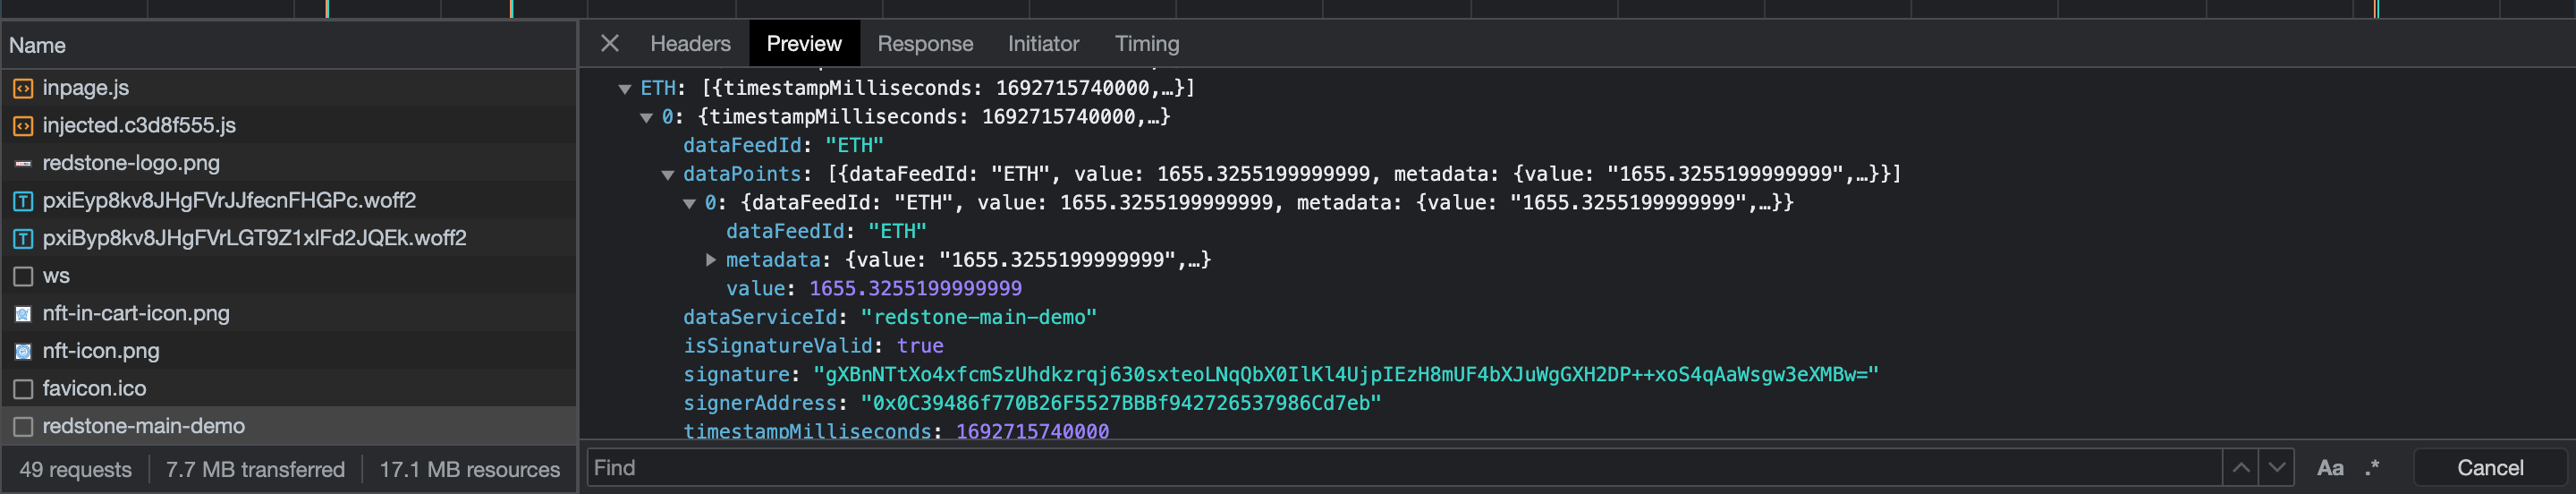 Name
inpage.js
injected.c3d8f555.js
redstone-logo.png
pxiEyp8kv8JHgFVrJJfecnFHGPc.woff2
pxiByp8kv8JHgFVrLGT9Z1xlFd2JQEk.woff2
ws
nft-in-cart-icon.png
nft-icon.png
favicon.ico
redstone-main-demo
49 requests 7.7 MB transferred 17.1 MB resources
Headers Preview Response Initiator Timing
ETH: [{timestampMilliseconds: 1692715740000,…}]
0: {timestampMilliseconds: 1692715740000,…}
dataFeedId: "ETH"
dataPoints: [{dataFeedId: "ETH", value: 1655.3255199999999, metadata: {value: "1655.3255199999999",…}}]
0: {dataFeedId: "ETH", value: 1655.3255199999999, metadata: {value: "1655.3255199999999",…}}
dataFeedId: "ETH"
metadata: {value: "1655.3255199999999",…}
value: 1655.3255199999999
dataServiceId: "redstone-main-demo"
isSignatureValid: true
signature: "gXBnNTtXo4xfcmSzUhdkzrqj630sxteoLNqQbX0IlKl4UjpIEzH8mUF4bXJuWgGXH2DP++xoS4qAaWsgw3eXMBw="
signerAddress: "0x0C39486f770B26F5527BBBf942726537986Cd7eb"
timestampMilliseconds: 1692715740000
Find Aa .* Cancel